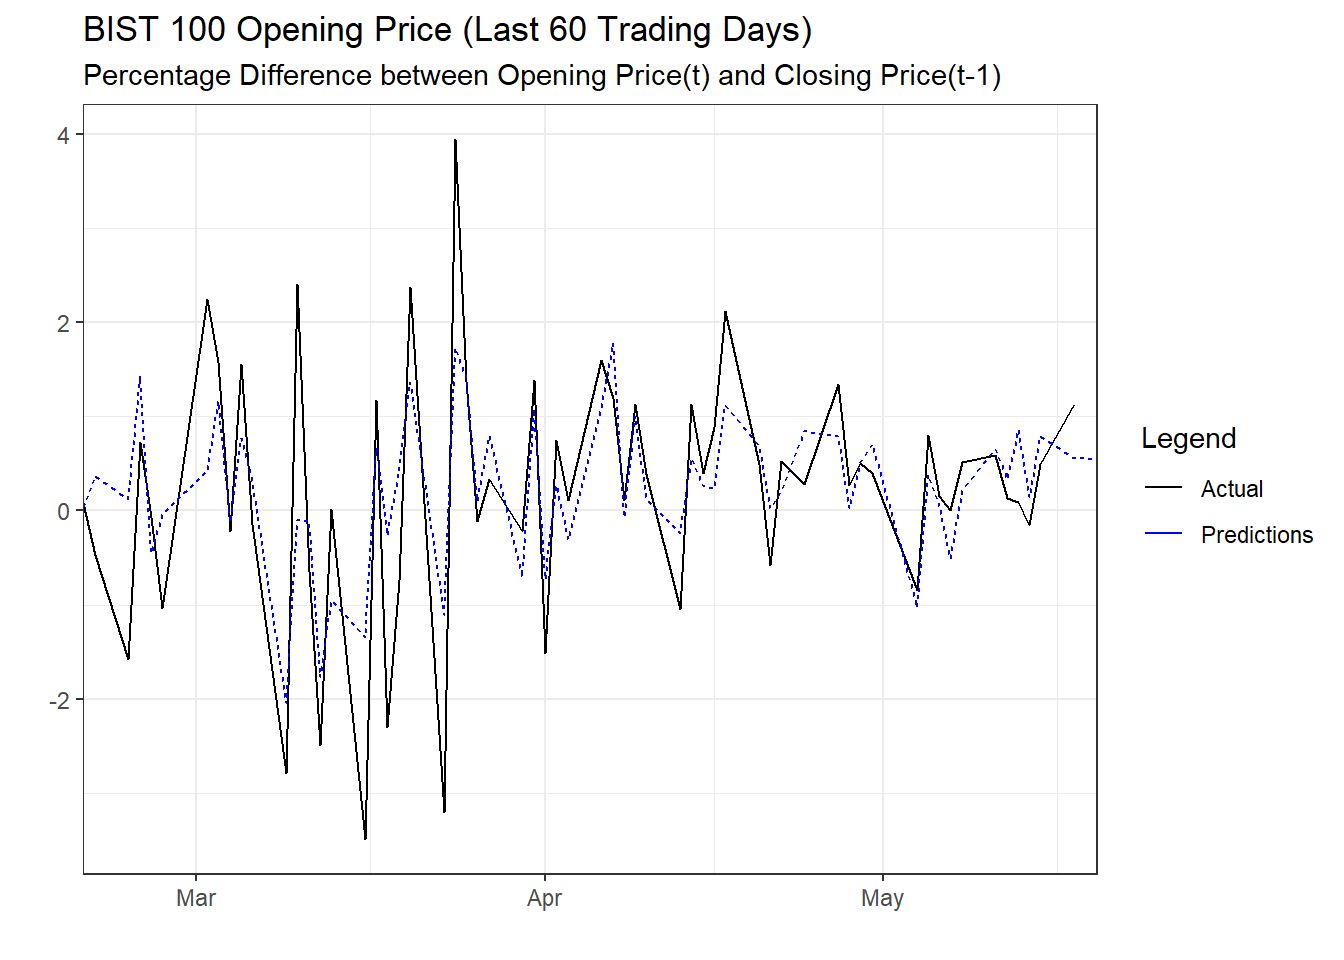 BIST 100 Opening Price (Last 60 Trading Days)
Percentage Difference between Opening Price(t) and Closing Price(t-1)
4
2
0
-2
Mar
Apr
May
Legend
Actual
Predictions